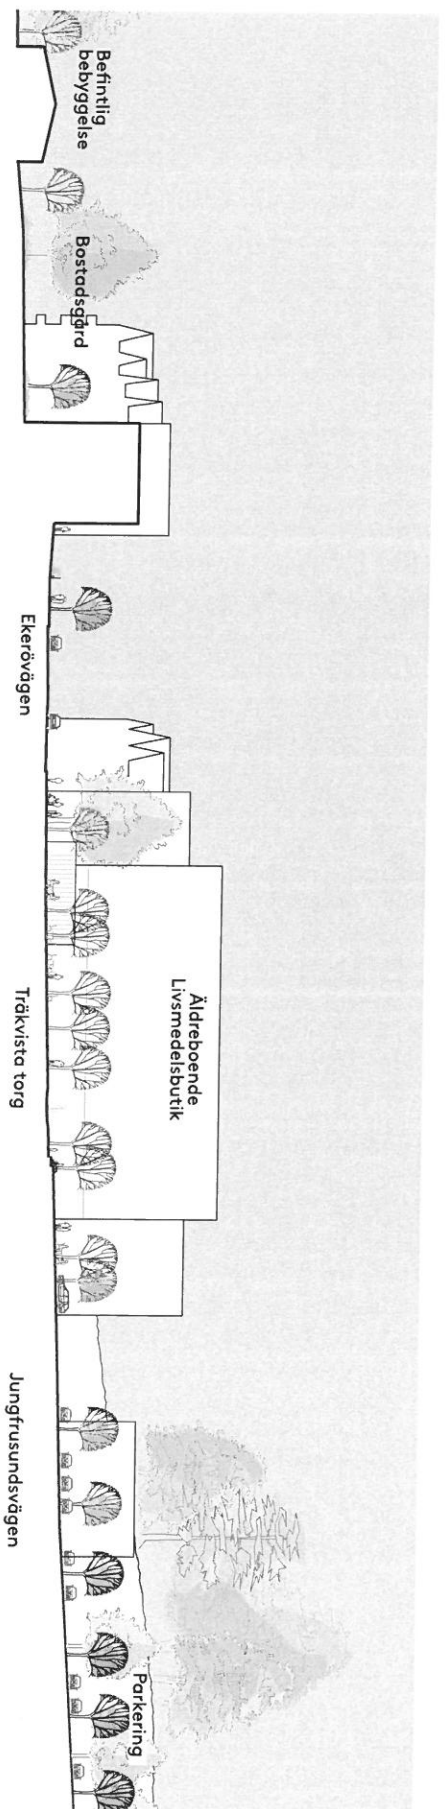 Befintlig
bebyggelse
Bostadsgård
Ekerövägen
Äldreboende
Livsmedelsbutik
Träkvista torg
Jungfrusundsvägen
Parkering